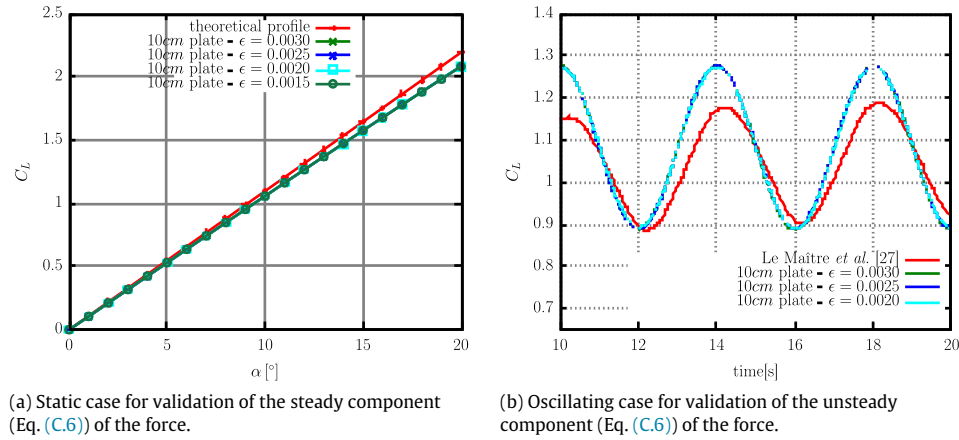 2.5
2
1.5
1
0.5
0
0 5 10 15 20
C_L
α [°]
theoretical profile
10cm plate - ϵ = 0.0030
10cm plate - ϵ = 0.0025
10cm plate - ϵ = 0.0020
10cm plate - ϵ = 0.0015
(a) Static case for validation of the steady component
(Eq. (C.6)) of the force.
1.4
1.3
1.2
1.1
1
0.9
0.8
0.7
10 12 14 16 18 20
C_L
time[s]
Le Maître et al. [27]
10cm plate - ϵ = 0.0030
10cm plate - ϵ = 0.0025
10cm plate - ϵ = 0.0020
(b) Oscillating case for validation of the unsteady
component (Eq. (C.6)) of the force.